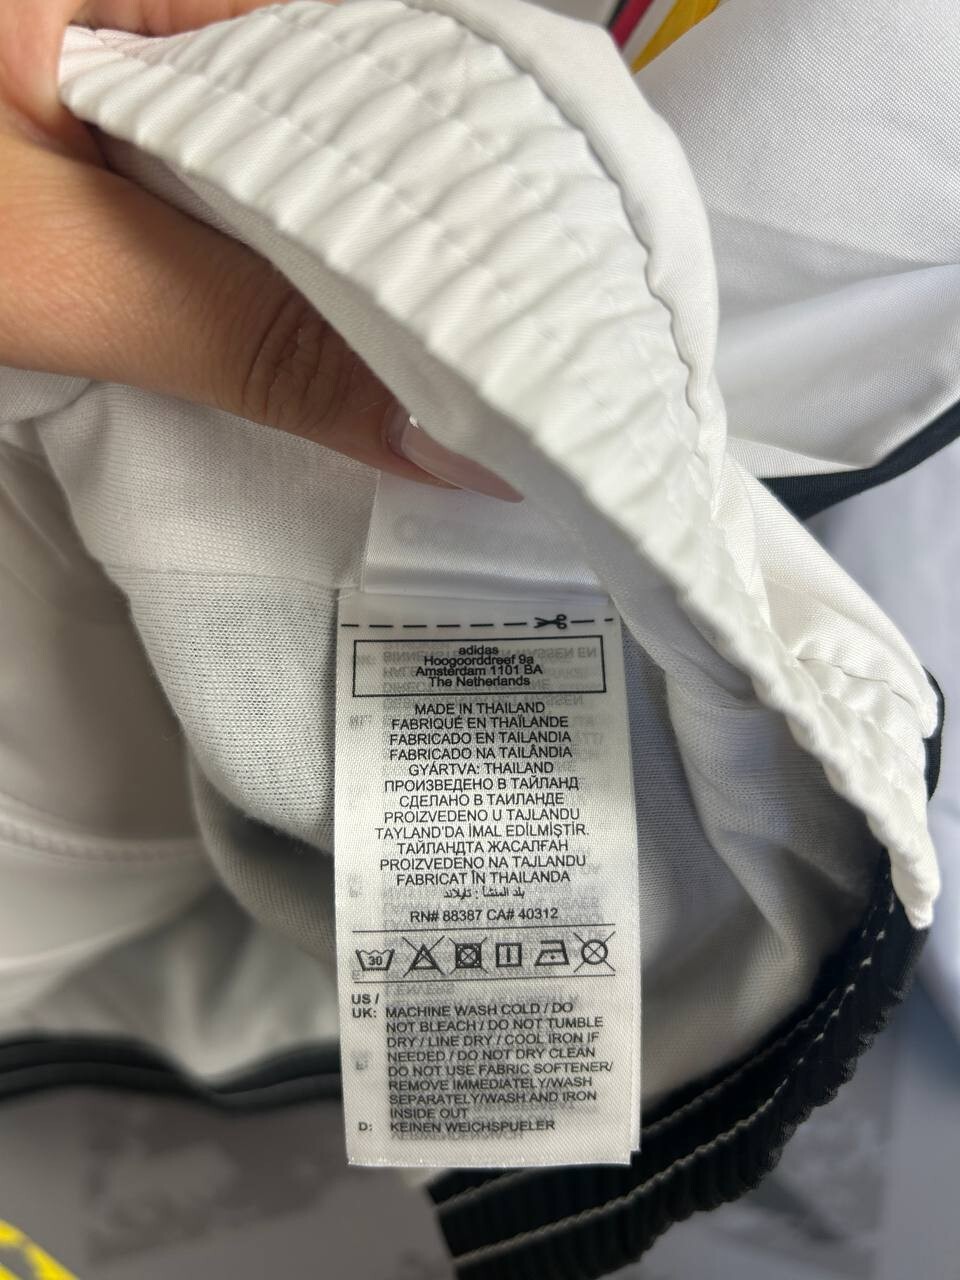 adidas
Hoogoorddreef 9a
Amsterdam 1101 BA
The Netherlands
MADE IN THAILAND
FABRIQUÉ EN THAÏLANDE
FABRICADO EN TAILANDIA
FABRICADO NA TAILÂNDIA
GYÁRTVA: THAILAND
ПРОИЗВЕДЕНО В ТАЙЛАНД
СДЕЛАНО В ТАИЛАНДЕ
PROIZVEDENO U TAJLANDU
TAYLAND'DA İMAL EDİLMİŞTİR.
ТАЙЛАНДТА ЖАСАЛҒАН
PROIZVEDENO NA TAJLANDU
FABRICAT ÎN THAILANDA
بلد المنشأ : تايلاند
RN# 88387 CA# 40312
30
US /
UK: MACHINE WASH COLD / DO
NOT BLEACH / DO NOT TUMBLE
DRY / LINE DRY / COOL IRON IF
NEEDED / DO NOT DRY CLEAN
DO NOT USE FABRIC SOFTENER/
REMOVE IMMEDIATELY/WASH
SEPARATELY/WASH AND IRON
INSIDE OUT
D: KEINEN WEICHSPUELER